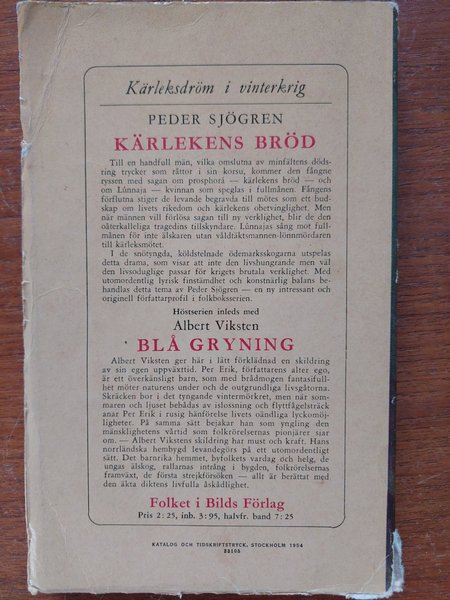 Kärleksdröm i vinterkrig
PEDER SJÖGREN
KÄRLEKENS BRÖD
Till en handfull män, vilka omslutna av minfältens döds-
ring trycker som råttor i sin korsu, kommer den fångne
ryssen med sagan om prosphorá — kärlekens bröd — och
om Lúnnaja — kvinnan som speglas i fullmånen. Fångens
förflutna stiger de levande begravda till mötes som ett bud-
skap om livets rikedom och kärlekens obetvinglighet. Men
när männen vill förlösa sagan till ny verklighet, blir de den
oåterkalleliga tragediens tillskyndare. Lúnnajas sång mot full-
månen för inte älskaren utan våldtäktsmannen-lönnmördaren
till kärleksmötet.
I de snötyngda, köldstelnade ödemarksskogarna utspelas
detta drama, som visar att inte den livshungrande men väl
den livsoduglige passar för krigets brutala verklighet. Med
utomordentlig lyrisk finstämdhet och konstnärlig balans be-
handlas detta tema av Peder Sjögren — en ny intressant och
originell författarprofil i folkboksserien.
Höstserien inleds med
Albert Viksten
BLÅ GRYNING
Albert Viksten ger här i lätt förklädnad en skildring
av sin egen uppväxttid. Per Erik, författarens alter ego,
är ett överkänsligt barn, som med brådmogen fantasifull-
het möter naturens under och de outgrundliga livsgåtorna.
Skräcken bor i det tyngande vintermörkret, men när som-
maren och ljuset bebådas av islossning och flyttfågelsträck
anar Per Erik i rusig hänförelse livets oändliga lyckomöj-
ligheter. På samma sätt bejakar han som yngling den
mänsklighetens vårtid som folkrörelsernas pionjärer siar
om. — Albert Vikstens skildring har must och kraft. Hans
norrländska hembygd levandegörs på ett utomordentligt
sätt. Det barnrika hemmet, byfolkets vardag och helg, de
ungas älskog, rallarnas intrång i bygden, folkrörelsernas
framväxt, de första strejkförsöken — allt är berättat med
den äkta diktens livfulla åskådlighet.
Folket i Bilds Förlag
Pris 2: 25, inb. 3: 95, halvfr. band 7: 25
KATALOG OCH TIDSKRIFTSTRYCK, STOCKHOLM 1954
33105